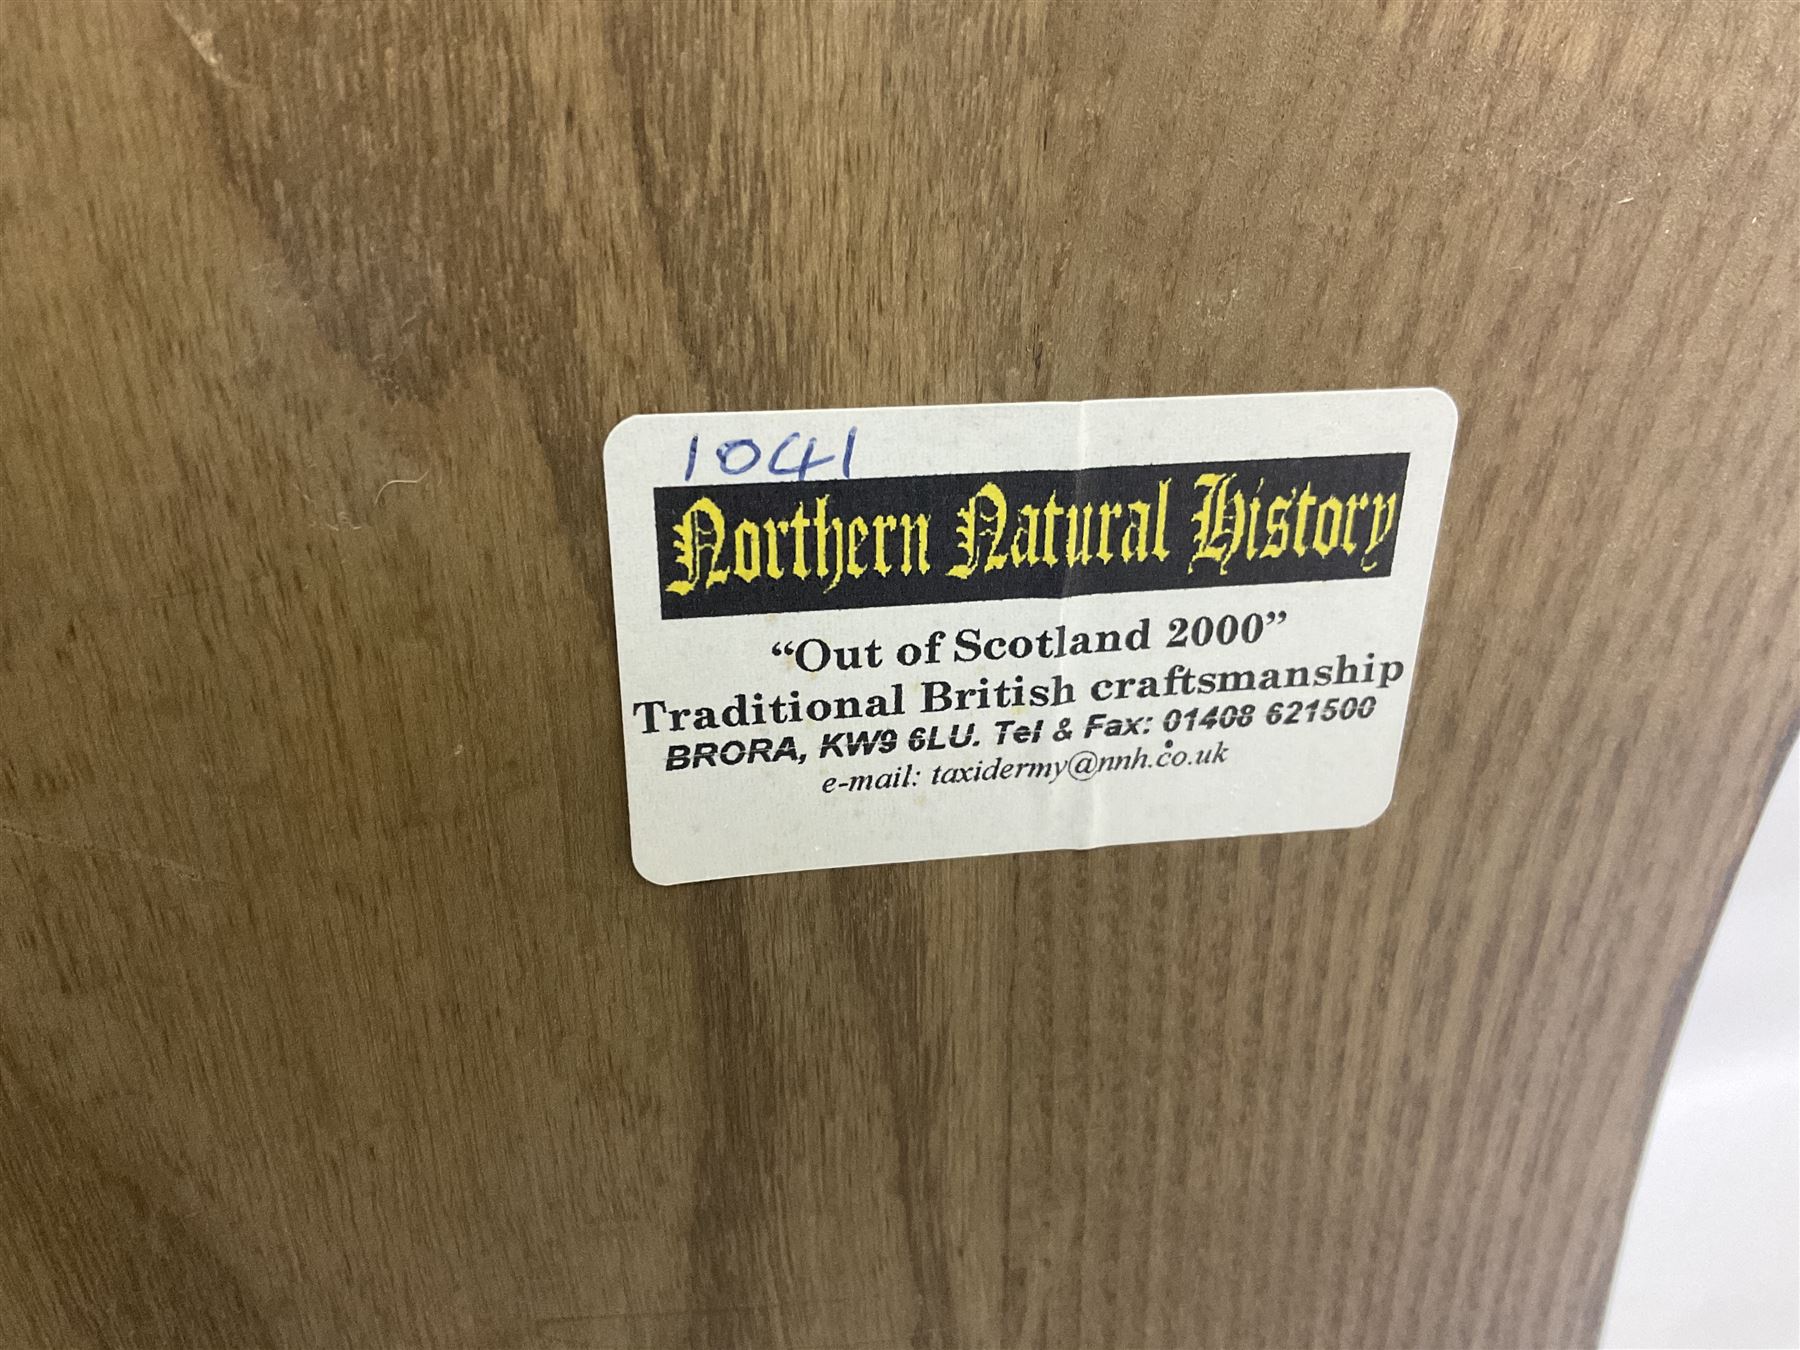 1041
Northern Natural History
“Out of Scotland 2000”
Traditional British craftsmanship
BRORA, KW9 6LU. Tel & Fax: 01408 621500
e-mail: taxidermy@nnh.co.uk